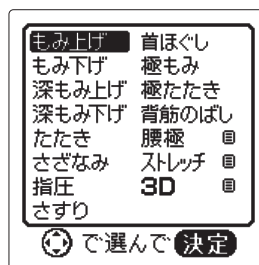 もみ上げ 首ほぐし
もみ下げ 極もみ
深もみ上げ 極たたき
深もみ下げ 背筋のばし
たたき 腰極
さざなみ ストレッチ
指圧 3D
さすり
で選んで 決定